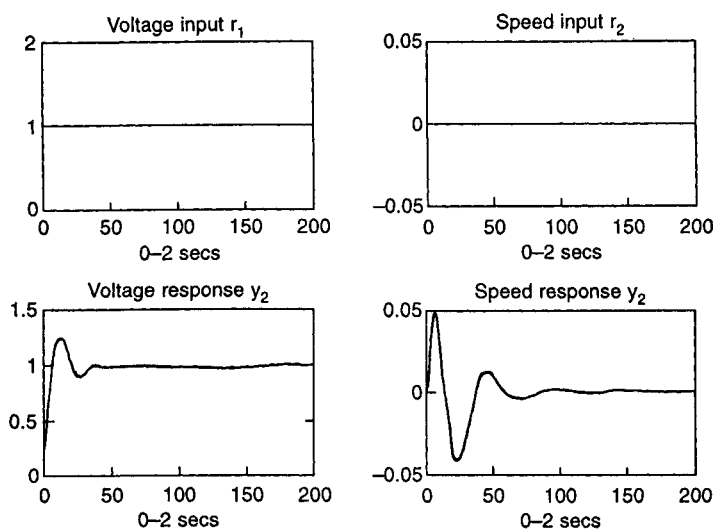 Voltage input r₁
2
1
0
0 50 100 150 200
0–2 secs
Speed input r₂
0.05
0
−0.05
0 50 100 150 200
0–2 secs
Voltage response y₂
1.5
1
0.5
0
0 50 100 150 200
0–2 secs
Speed response y₂
0.05
0
−0.05
0 50 100 150 200
0–2 secs